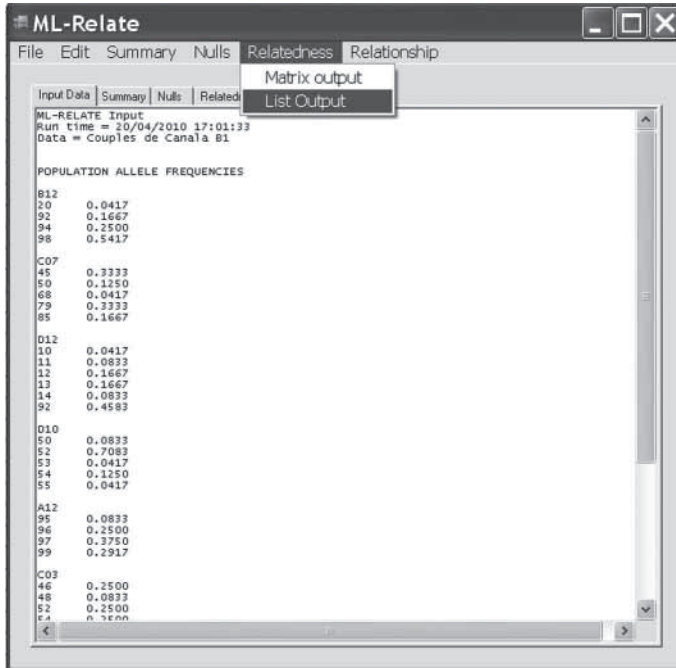 ML-Relate
File Edit Summary Nulls Relatedness Relationship
Matrix output
List Output
Input Data Summary Nulls Related
ML-RELATE Input
Run time = 20/04/2010 17:01:33
Data = Couples de Canala B1
POPULATION ALLELE FREQUENCIES
B12
20 0.0417
92 0.1667
94 0.2500
98 0.5417
C07
45 0.3333
50 0.1250
68 0.0417
79 0.3333
85 0.1667
D12
10 0.0417
11 0.0833
12 0.1667
13 0.1667
14 0.0833
92 0.4583
D10
50 0.0833
52 0.7083
53 0.0417
54 0.1250
55 0.0417
A12
95 0.0833
96 0.2500
97 0.3750
99 0.2917
C03
46 0.2500
48 0.0833
52 0.2500
54 0.2500